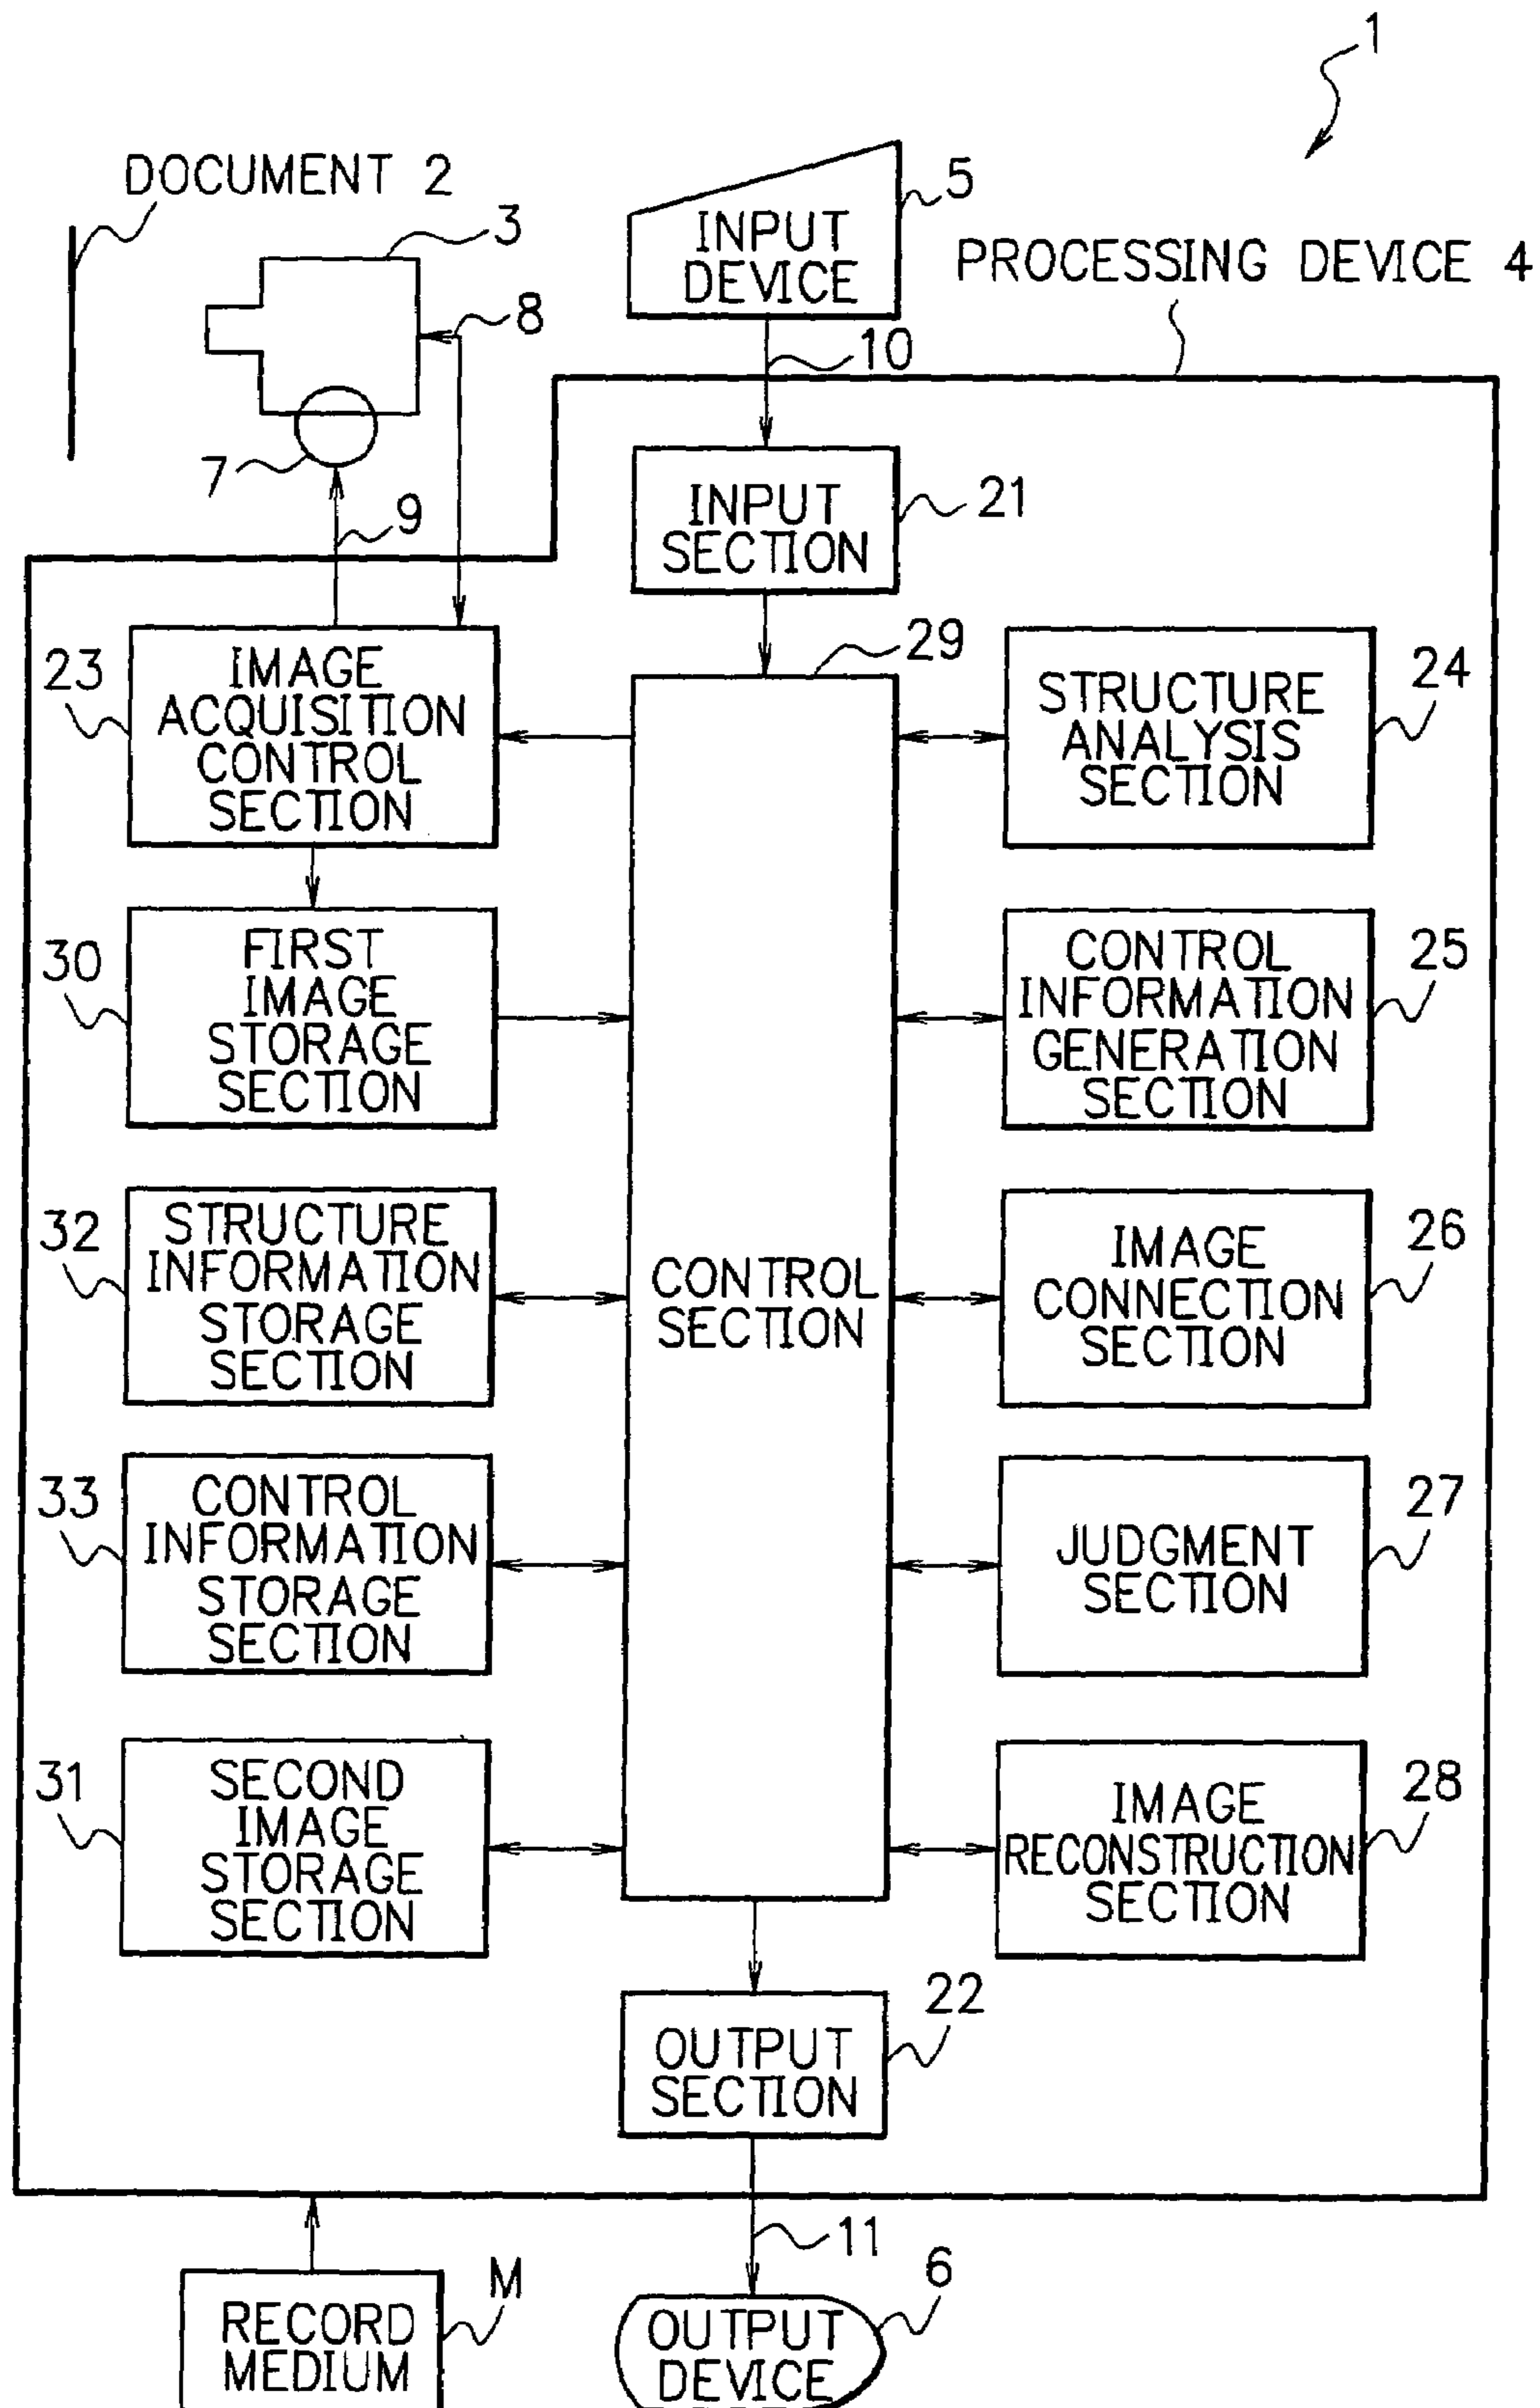 1
DOCUMENT 2
3
8
7
9
INPUT
DEVICE
5
10
PROCESSING DEVICE 4
INPUT
SECTION
21
23
IMAGE
ACQUISITION
CONTROL
SECTION
29
CONTROL
SECTION
STRUCTURE
ANALYSIS
SECTION
24
30
FIRST
IMAGE
STORAGE
SECTION
CONTROL
INFORMATION
GENERATION
SECTION
25
32
STRUCTURE
INFORMATION
STORAGE
SECTION
IMAGE
CONNECTION
SECTION
26
33
CONTROL
INFORMATION
STORAGE
SECTION
JUDGMENT
SECTION
27
31
SECOND
IMAGE
STORAGE
SECTION
IMAGE
RECONSTRUCTION
SECTION
28
OUTPUT
SECTION
22
11
RECORD
MEDIUM
M
OUTPUT
DEVICE
6